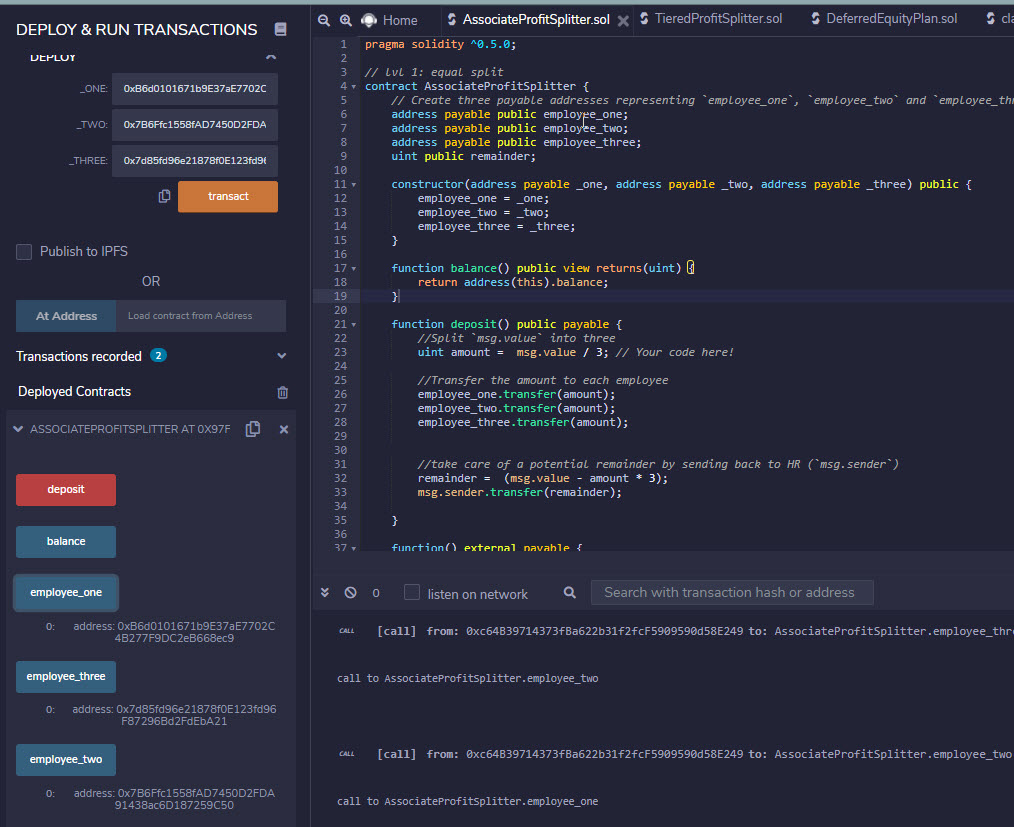 DEPLOY & RUN TRANSACTIONS
DEPLOY
_ONE: 0xB6d0101671b9E37aE7702C
_TWO: 0x7B6Ffc1558fAD7450D2FDA
_THREE: 0x7d85fd96e21878f0E123fd96
transact
Publish to IPFS
OR
At Address Load contract from Address
Transactions recorded 2
Deployed Contracts
ASSOCIATEPROFITSPLITTER AT 0X97F
deposit
balance
employee_one
0: address: 0xB6d0101671b9E37aE7702C
4B277F9DC2eB668ec9
employee_three
0: address: 0x7d85fd96e21878f0E123fd96
F87296Bd2FdEbA21
employee_two
0: address: 0x7B6Ffc1558fAD7450D2FDA
91438ac6D187259C50
Home AssociateProfitSplitter.sol TieredProfitSplitter.sol DeferredEquityPlan.sol cla
1 pragma solidity ^0.5.0;
2
3 // lvl 1: equal split
4 contract AssociateProfitSplitter {
5 // Create three payable addresses representing `employee_one`, `employee_two` and `employee_thr
6 address payable public employee_one;
7 address payable public employee_two;
8 address payable public employee_three;
9 uint public remainder;
10
11 constructor(address payable _one, address payable _two, address payable _three) public {
12 employee_one = _one;
13 employee_two = _two;
14 employee_three = _three;
15 }
16
17 function balance() public view returns(uint) {
18 return address(this).balance;
19 }
20
21 function deposit() public payable {
22 //Split `msg.value` into three
23 uint amount =  msg.value / 3; // Your code here!
24
25 //Transfer the amount to each employee
26 employee_one.transfer(amount);
27 employee_two.transfer(amount);
28 employee_three.transfer(amount);
29
30
31 //take care of a potential remainder by sending back to HR (`msg.sender`)
32 remainder =  (msg.value - amount * 3);
33 msg.sender.transfer(remainder);
34
35 }
36
37 function() external payable {
0 listen on network Search with transaction hash or address
CALL [call] from: 0xc64B39714373fBa622b31f2fcF5909590d58E249 to: AssociateProfitSplitter.employee_thre
call to AssociateProfitSplitter.employee_two
CALL [call] from: 0xc64B39714373fBa622b31f2fcF5909590d58E249 to: AssociateProfitSplitter.employee_two
call to AssociateProfitSplitter.employee_one